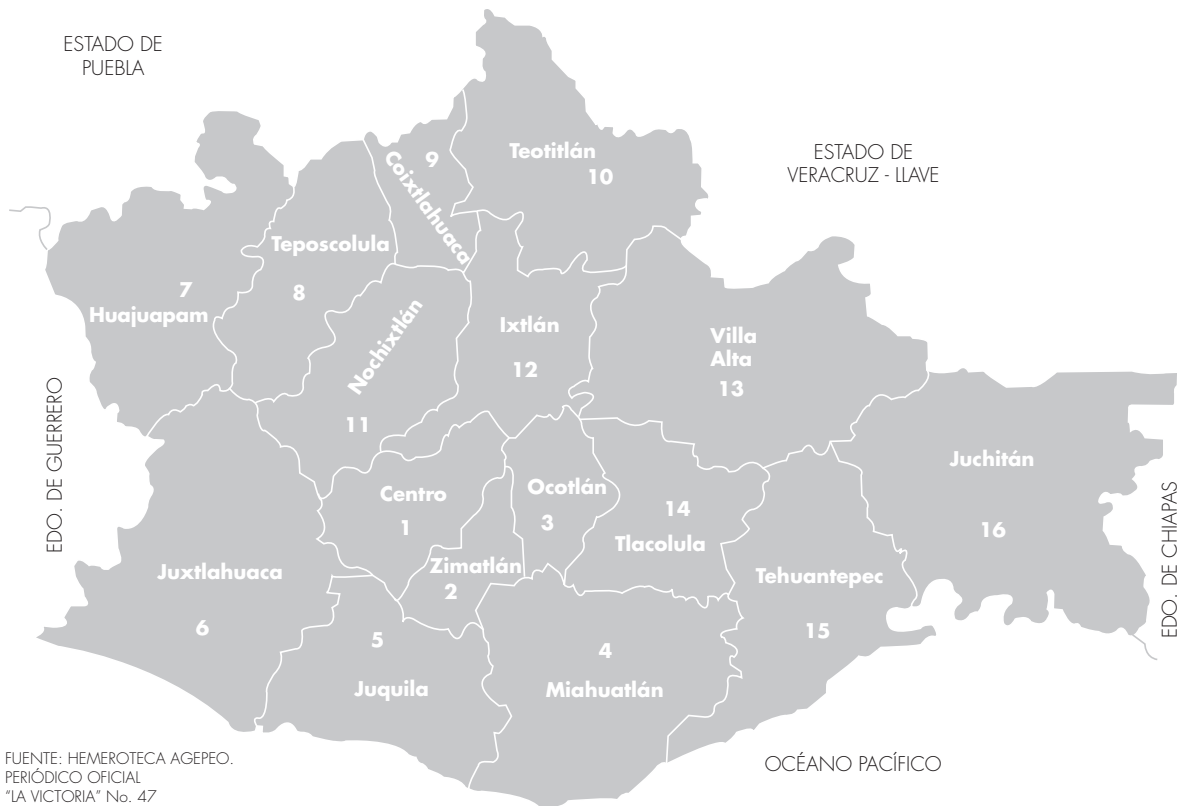 ESTADO DE
PUEBLA
ESTADO DE
VERACRUZ - LLAVE
9
Coixtlahuaca
Teotitlán
10
Teposcolula
8
7
Huajuapam
Nochixtlán
11
Ixtlán
12
Villa
Alta
13
EDO. DE GUERRERO
Juchitán
16
EDO. DE CHIAPAS
Centro
1
Ocotlán
3
14
Tlacolula
Zimatlán
2
Tehuantepec
15
Juxtlahuaca
6
5
Juquila
4
Miahuatlán
OCÉANO PACÍFICO
FUENTE: HEMEROTECA AGEPEO.
PERIÓDICO OFICIAL
"LA VICTORIA" No. 47